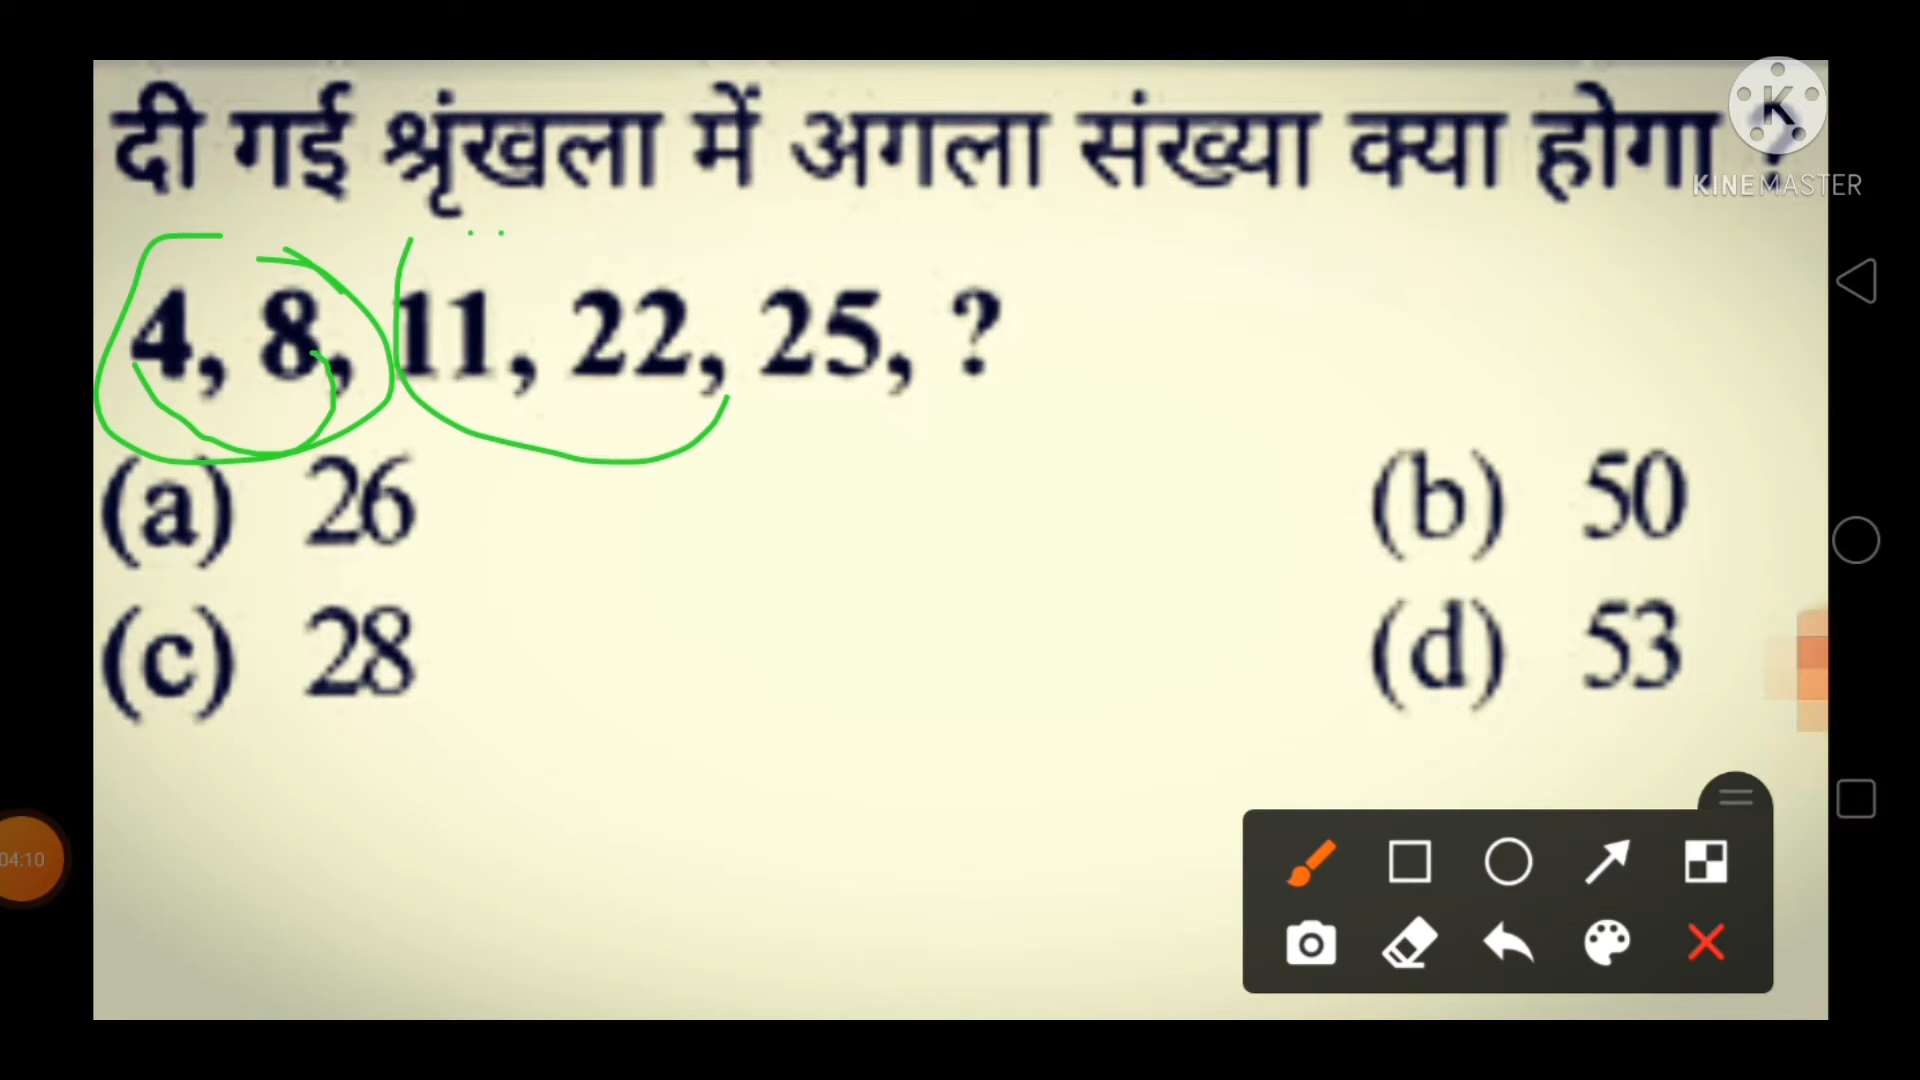 दी गई श्रृंखला में अगला संख्या क्या होगा ?
K
KINEMASTER
4, 8, 11, 22, 25, ?
(a) 26
(b) 50
(c) 28
(d) 53
04:10